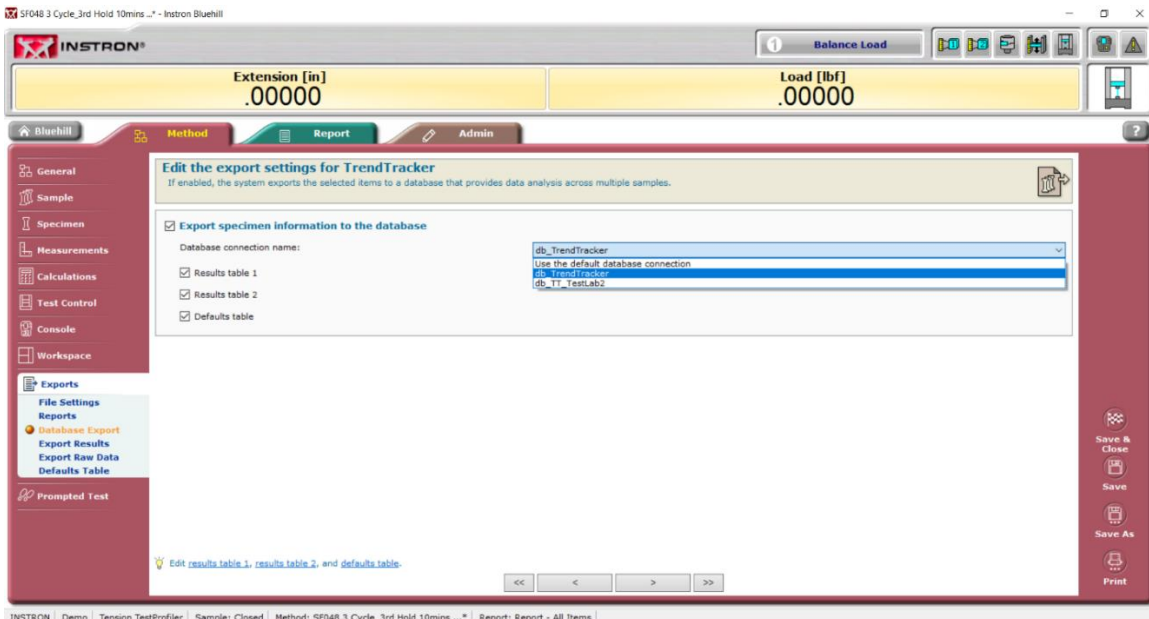 SF048 3 Cycle_3rd Hold 10mins ...* - Instron Bluehill
INSTRON®
1 Balance Load
Extension [in]
.00000
Load [lbf]
.00000
Bluehill
Method
Report
Admin
?
General
Sample
Specimen
Measurements
Calculations
Test Control
Console
Workspace
Exports
File Settings
Reports
Database Export
Export Results
Export Raw Data
Defaults Table
Prompted Test
Edit the export settings for TrendTracker
If enabled, the system exports the selected items to a database that provides data analysis across multiple samples.
Export specimen information to the database
Database connection name:
db_TrendTracker
Use the default database connection
db_TrendTracker
db_TT_TestLab2
Results table 1
Results table 2
Defaults table
Edit results table 1, results table 2, and defaults table.
<< < > >>
Save &
Close
Save
Save As
Print
INSTRON Demo Tension TestProfiler Sample: Closed Method: SF048 3 Cycle_3rd Hold 10mins ...* Report: Report - All Items